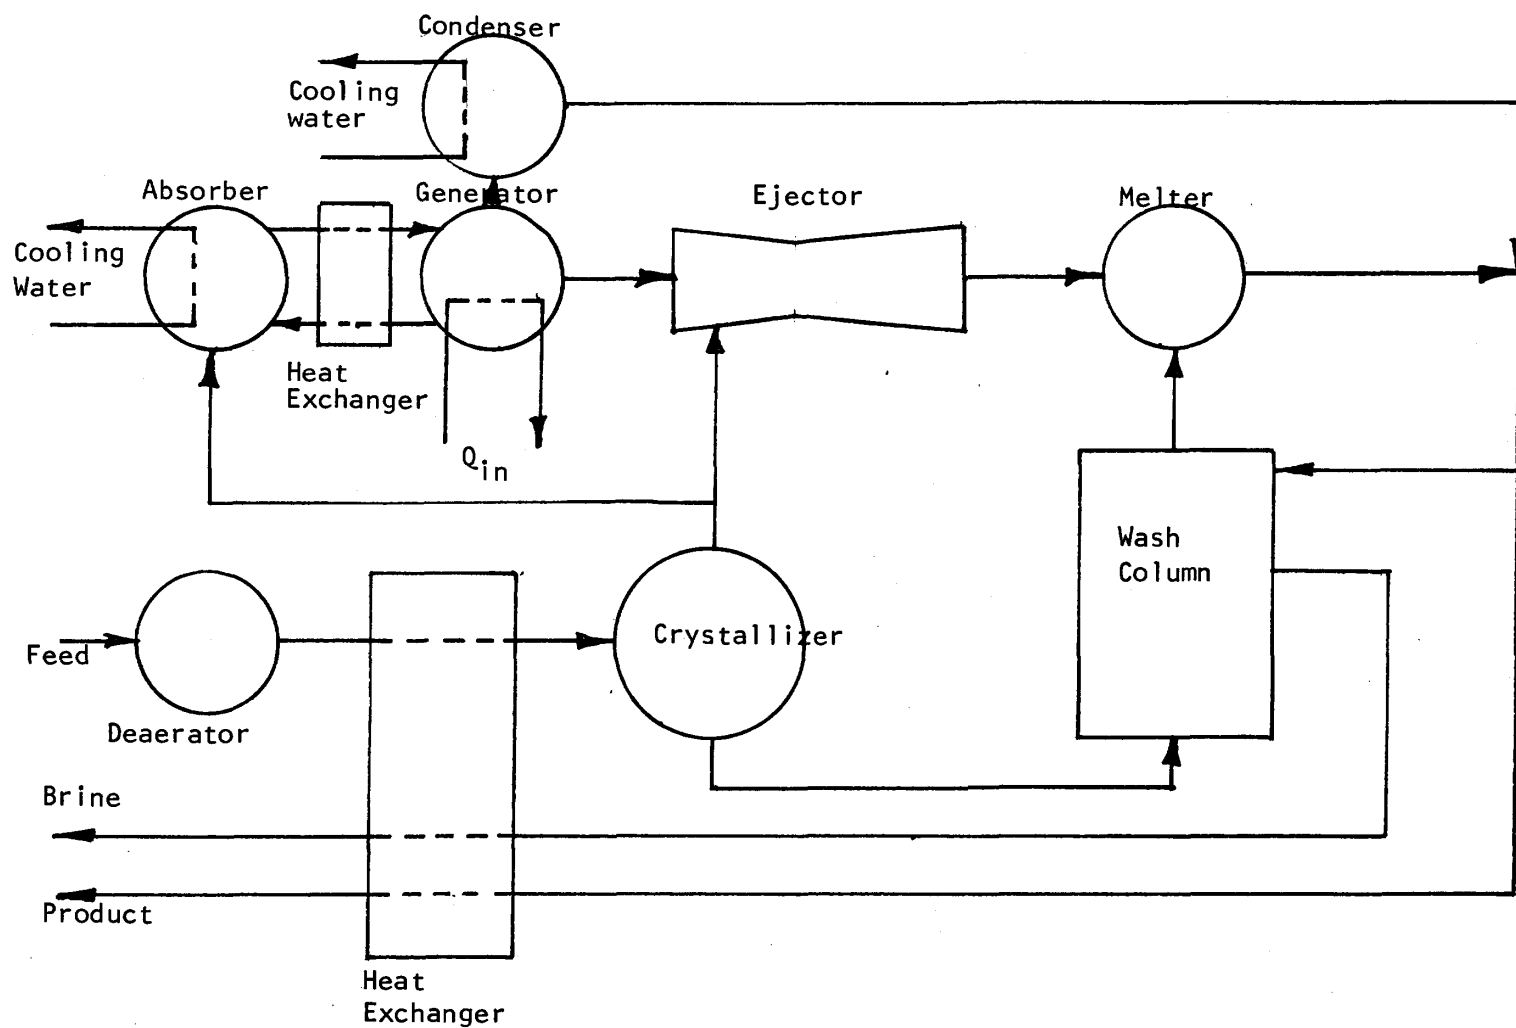 Condenser
Cooling
water
Absorber
Generator
Ejector
Melter
Cooling
Water
Heat
Exchanger
Qin
Wash
Column
Crystallizer
Feed
Deaerator
Brine
Product
Heat
Exchanger